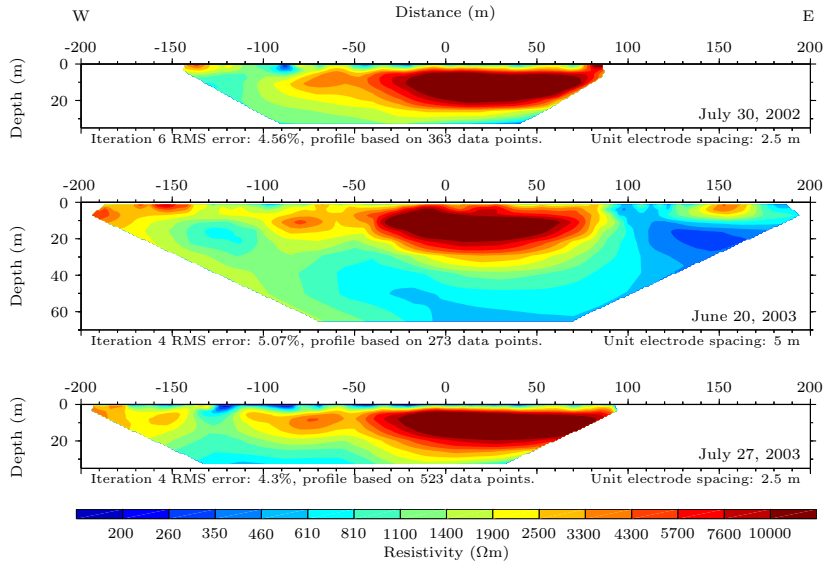 W Distance (m) E
-200 -150 -100 -50 0 50 100 150 200
0
20
Depth (m)
July 30, 2002
Iteration 6 RMS error: 4.56%, profile based on 363 data points. Unit electrode spacing: 2.5 m
-200 -150 -100 -50 0 50 100 150 200
0
20
40
60
Depth (m)
June 20, 2003
Iteration 4 RMS error: 5.07%, profile based on 273 data points. Unit electrode spacing: 5 m
-200 -150 -100 -50 0 50 100 150 200
0
20
Depth (m)
July 27, 2003
Iteration 4 RMS error: 4.3%, profile based on 523 data points. Unit electrode spacing: 2.5 m
200 260 350 460 610 810 1100 1400 1900 2500 3300 4300 5700 7600 10000
Resistivity (Ωm)